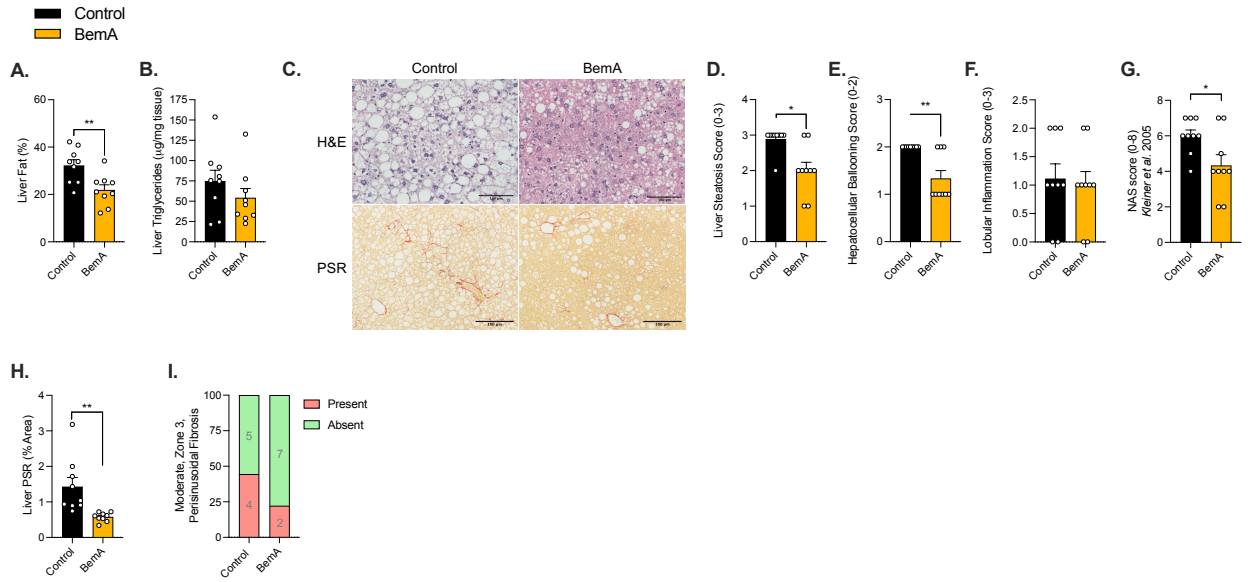 Control
BemA
A.
Liver Fat (%)
60
40
20
0
**
Control
BemA
B.
Liver Triglycerides (µg/mg tissue)
175
150
125
100
75
50
25
0
Control
BemA
C.
Control
BemA
H&E
PSR
100 µm
100 µm
D.
Liver Steatosis Score (0-3)
4
3
2
1
0
*
Control
BemA
E.
Hepatocellular Ballooning Score (0-2)
3
2
1
0
**
Control
BemA
F.
Lobular Inflammation Score (0-3)
2.5
2.0
1.5
1.0
0.5
0.0
Control
BemA
G.
NAS score (0-8)
Kleiner et al. 2005
8
6
4
2
0
*
Control
BemA
H.
Liver PSR (% Area)
4
3
2
1
0
**
Control
BemA
I.
Moderate, Zone 3,
Perisinusoidal Fibrosis
100
75
50
25
0
5
4
7
2
Control
BemA
Present
Absent